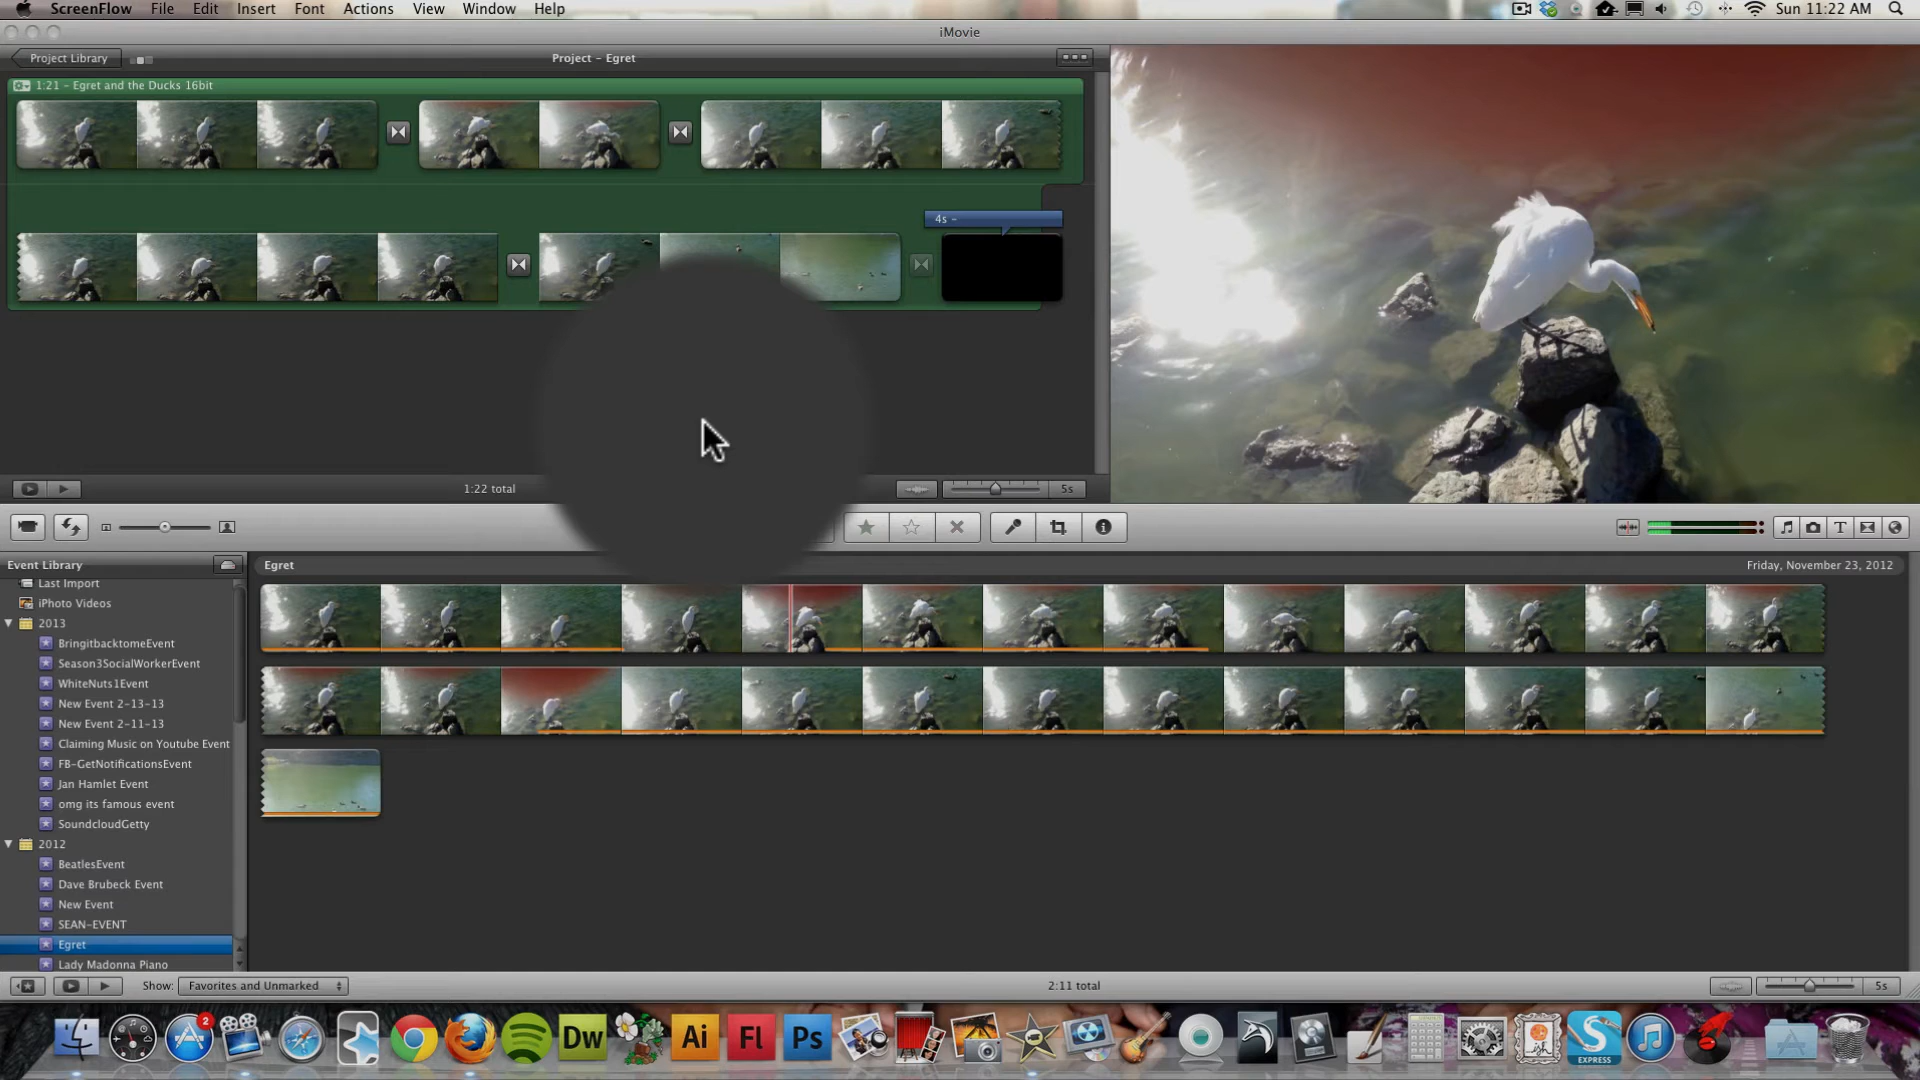 ScreenFlow File Edit Insert Font Actions View Window Help Sun 11:22 AM
iMovie
Project Library
Project - Egret
1:21 - Egret and the Ducks 16bit
4s -
1:22 total
5s
Event Library
Egret
Friday, November 23, 2012
Last Import
iPhoto Videos
2013
BringitbacktomeEvent
Season3SocialWorkerEvent
WhiteNuts1Event
New Event 2-13-13
New Event 2-11-13
Claiming Music on Youtube Event
FB-GetNotificationsEvent
Jan Hamlet Event
omg its famous event
SoundcloudGetty
2012
BeatlesEvent
Dave Brubeck Event
New Event
SEAN-EVENT
Egret
Lady Madonna Piano
Show: Favorites and Unmarked
2:11 total
5s
2
Dw
Ai
Fl
Ps
S
EXPRESS